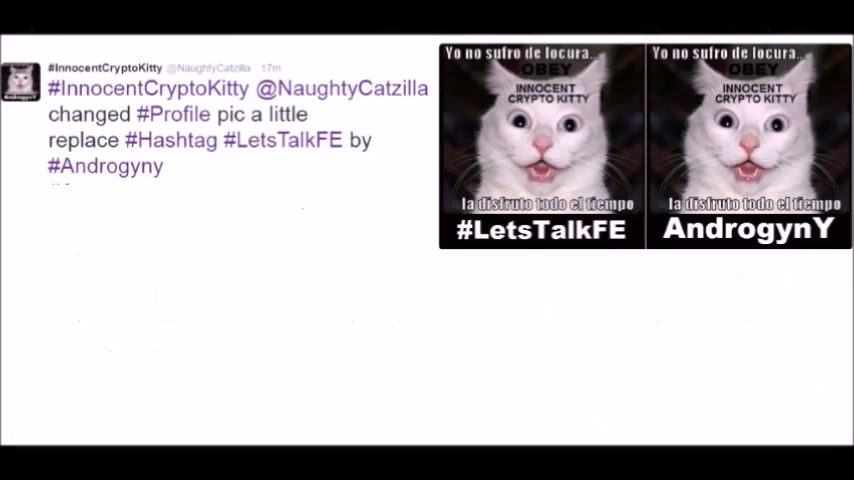 #InnocentCryptoKitty @NaughtyCatzilla 17m
#InnocentCryptoKitty @NaughtyCatzilla
changed #Profile pic a little
replace #Hashtag #LetsTalkFE by
#Androgyny
Yo no sufro de locura...
OBEY
INNOCENT
CRYPTO KITTY
la disfruto todo el tiempo
#LetsTalkFE
Yo no sufro de locura...
OBEY
INNOCENT
CRYPTO KITTY
la disfruto todo el tiempo
AndrogynY
AndrogynY